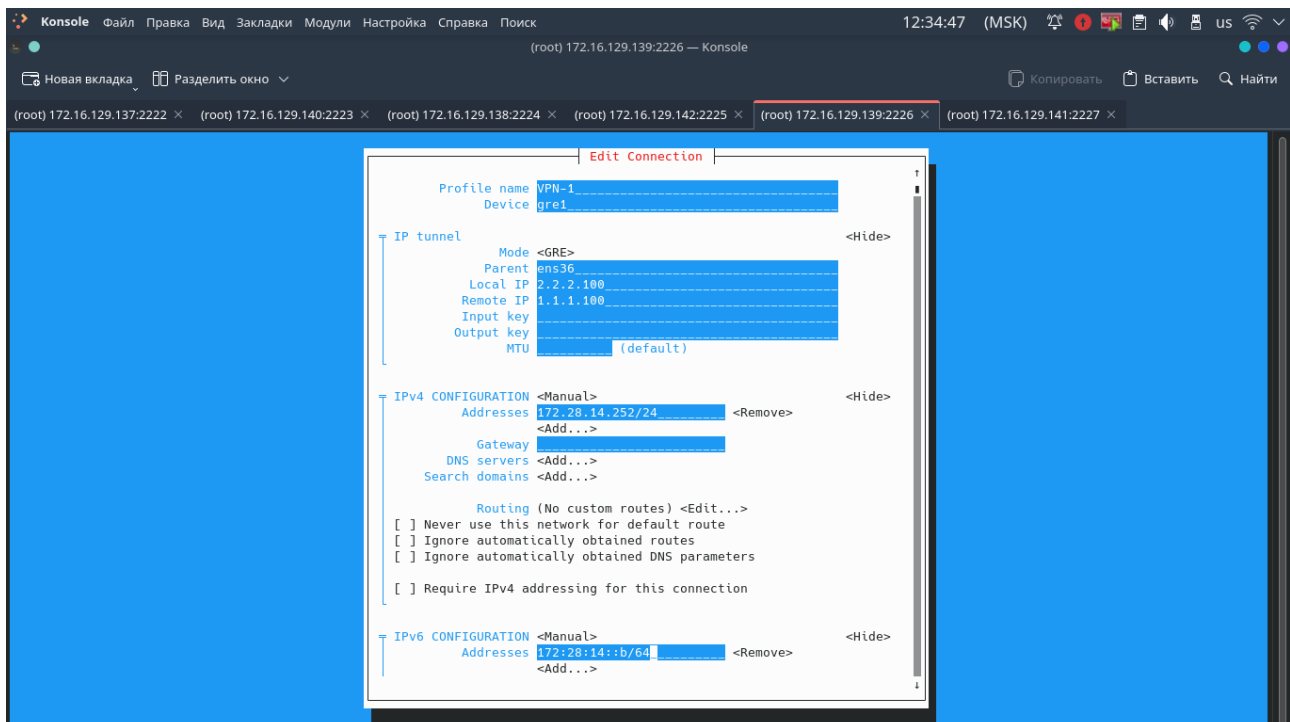 Konsole Файл Правка Вид Закладки Модули Настройка Справка Поиск 12:34:47 (MSK) us
(root) 172.16.129.139:2226 — Konsole
Новая вкладка Разделить окно Копировать Вставить Найти
(root) 172.16.129.137:2222 (root) 172.16.129.140:2223 (root) 172.16.129.138:2224 (root) 172.16.129.142:2225 (root) 172.16.129.139:2226 (root) 172.16.129.141:2227
Edit Connection
Profile name VPN-1
Device gre1
IP tunnel <Hide>
Mode <GRE>
Parent ens36
Local IP 2.2.2.100
Remote IP 1.1.1.100
Input key
Output key
MTU (default)
IPv4 CONFIGURATION <Manual> <Hide>
Addresses 172.28.14.252/24 <Remove>
<Add...>
Gateway
DNS servers <Add...>
Search domains <Add...>
Routing (No custom routes) <Edit...>
[ ] Never use this network for default route
[ ] Ignore automatically obtained routes
[ ] Ignore automatically obtained DNS parameters
[ ] Require IPv4 addressing for this connection
IPv6 CONFIGURATION <Manual> <Hide>
Addresses 172:28:14::b/64 <Remove>
<Add...>